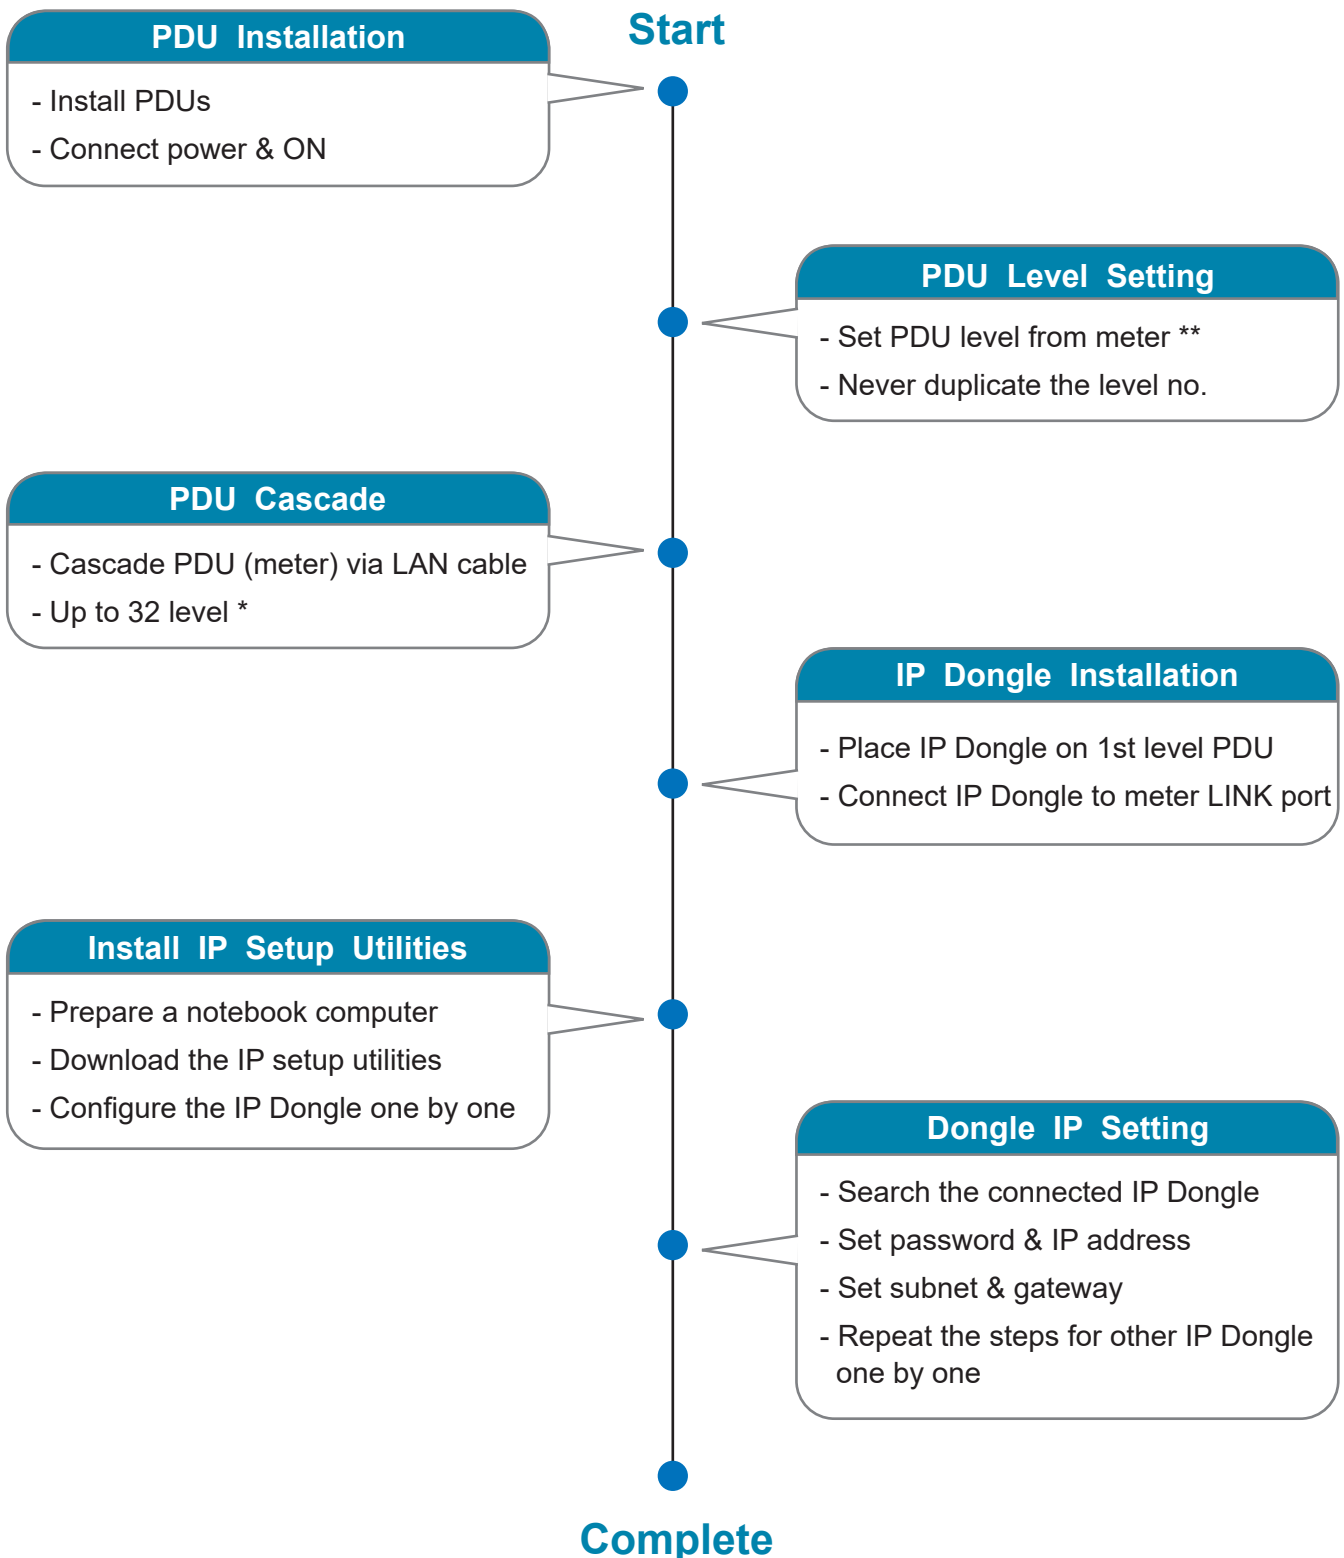 Start
PDU Installation
- Install PDUs
- Connect power & ON
PDU Level Setting
- Set PDU level from meter **
- Never duplicate the level no.
PDU Cascade
- Cascade PDU (meter) via LAN cable
- Up to 32 level *
IP Dongle Installation
- Place IP Dongle on 1st level PDU
- Connect IP Dongle to meter LINK port
Install IP Setup Utilities
- Prepare a notebook computer
- Download the IP setup utilities
- Configure the IP Dongle one by one
Dongle IP Setting
- Search the connected IP Dongle
- Set password & IP address
- Set subnet & gateway
- Repeat the steps for other IP Dongle
one by one
Complete